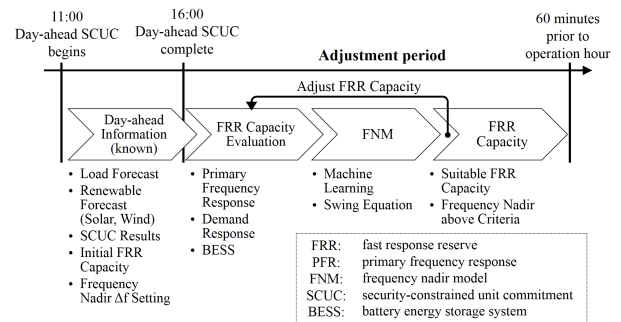 11:00
Day-ahead SCUC
begins
16:00
Day-ahead SCUC
complete
60 minutes
prior to
operation hour
Adjustment period
Adjust FRR Capacity
Day-ahead
Information
(known)
FRR Capacity
Evaluation
FNM
FRR
Capacity
• Load Forecast
• Renewable
Forecast
(Solar, Wind)
• SCUC Results
• Initial FRR
Capacity
• Frequency
Nadir Δf Setting
• Primary
Frequency
Response
• Demand
Response
• BESS
• Machine
Learning
• Swing Equation
• Suitable FRR
Capacity
• Frequency Nadir
above Criteria
FRR: fast response reserve
PFR: primary frequency response
FNM: frequency nadir model
SCUC: security-constrained unit commitment
BESS: battery energy storage system